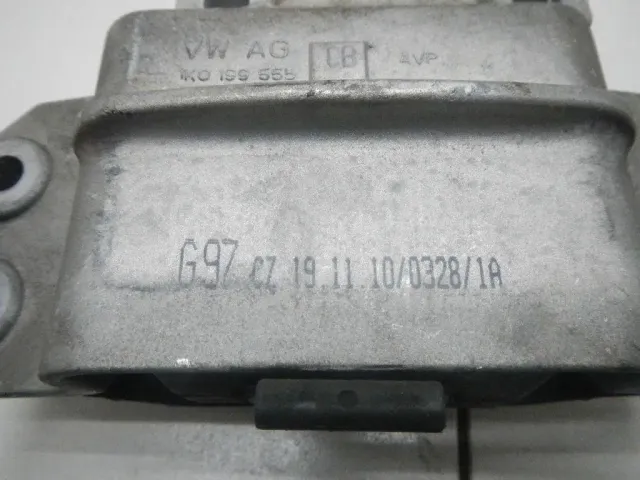 VW AG
1K0 199 555 CB AVP
G97 CZ 19.11.10/0328/1A